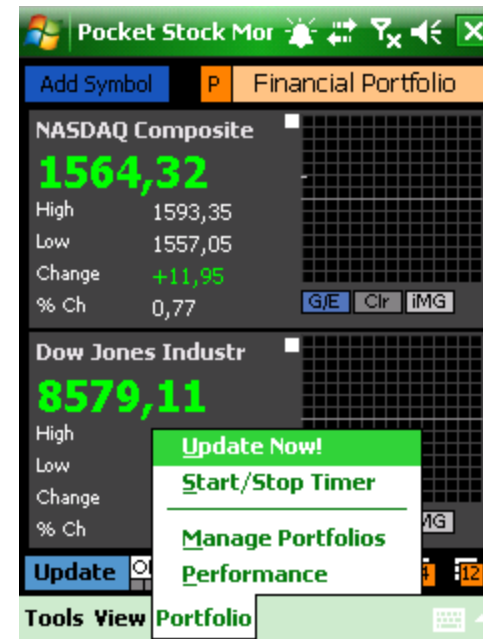 Pocket Stock Mor
Add Symbol P Financial Portfolio
NASDAQ Composite
1564,32
High 1593,35
Low 1557,05
Change +11,95
% Ch 0,77
G/E Clr iMG
Dow Jones Industr
8579,11
High
Low
Change
% Ch
Update Now!
Start/Stop Timer
Manage Portfolios
Performance
Update 12
Tools View Portfolio